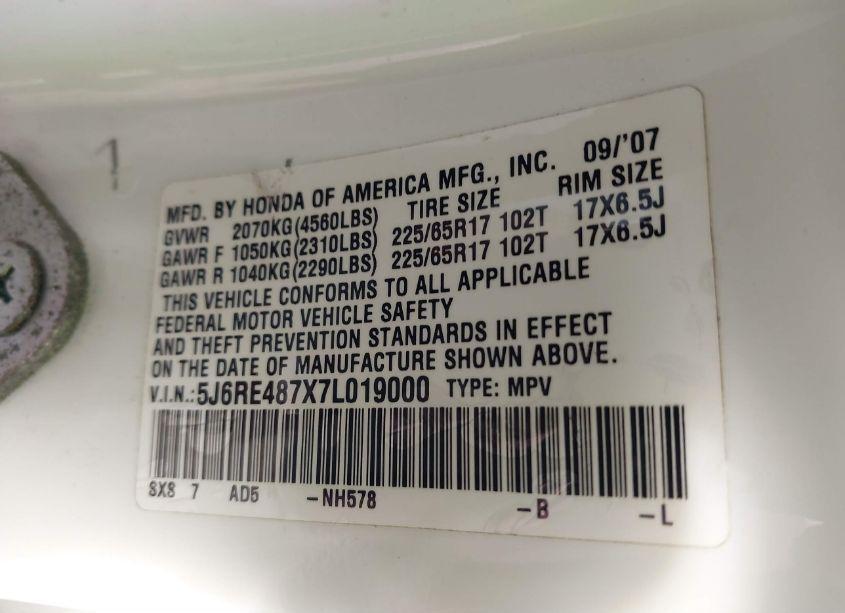 1
MFD. BY HONDA OF AMERICA MFG., INC. 09/'07
GVWR 2070KG(4560LBS) TIRE SIZE RIM SIZE
GAWR F 1050KG(2310LBS) 225/65R17 102T 17X6.5J
GAWR R 1040KG(2290LBS) 225/65R17 102T 17X6.5J
THIS VEHICLE CONFORMS TO ALL APPLICABLE
FEDERAL MOTOR VEHICLE SAFETY
AND THEFT PREVENTION STANDARDS IN EFFECT
ON THE DATE OF MANUFACTURE SHOWN ABOVE.
V.I.N.:5J6RE487X7L019000 TYPE: MPV
SX8 7 AD5 -NH578 -B -L